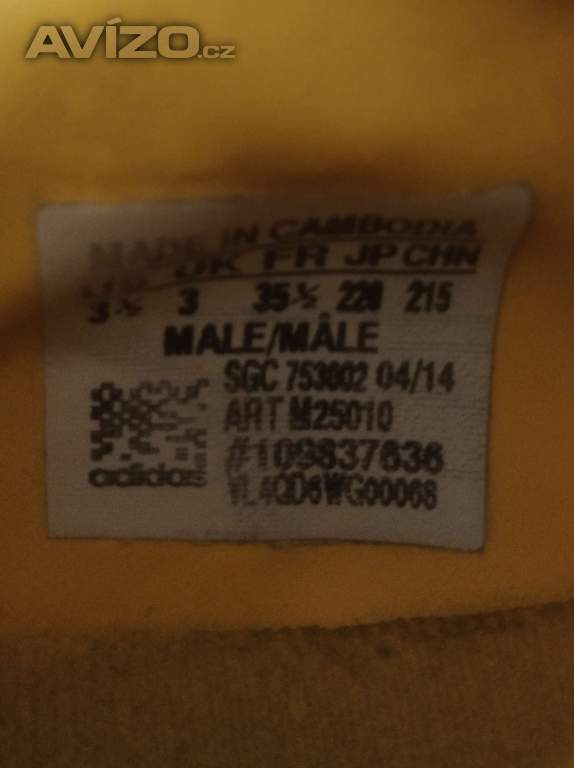 AVÍZO.cz
MADE IN CAMBODIA
US UK FR JP CHN
3½ 3 35½ 220 215
MALE/MÂLE
SGC 753002 04/14
ART M25010
#109837636
adidas